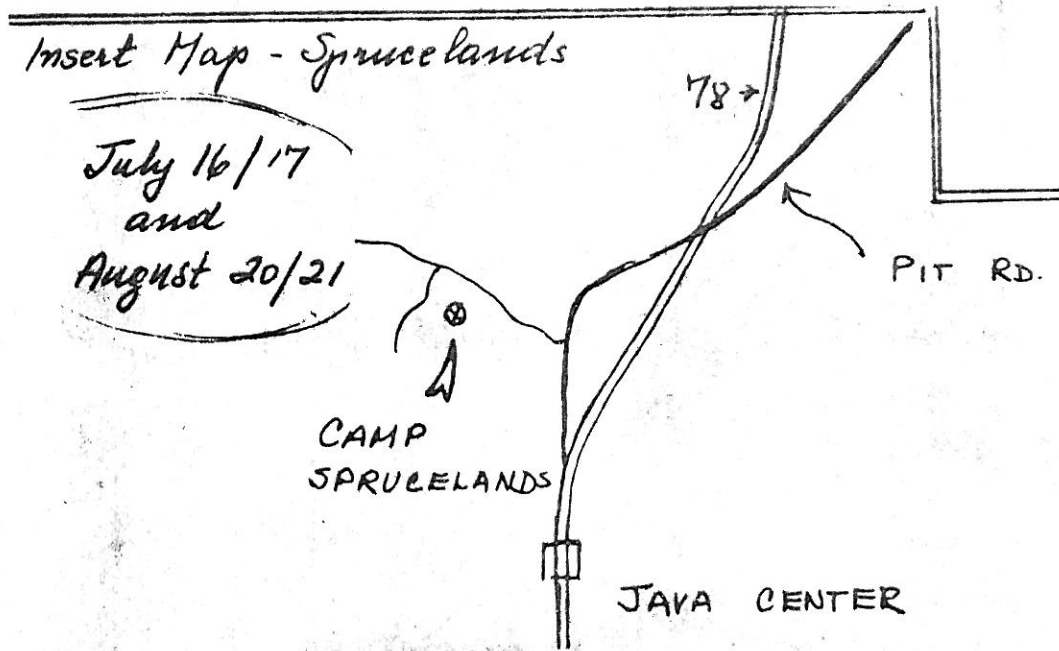 Insert Map - Sprucelands
78
July 16/17
and
August 20/21
PIT RD.
CAMP
SPRUCELANDS
JAVA CENTER